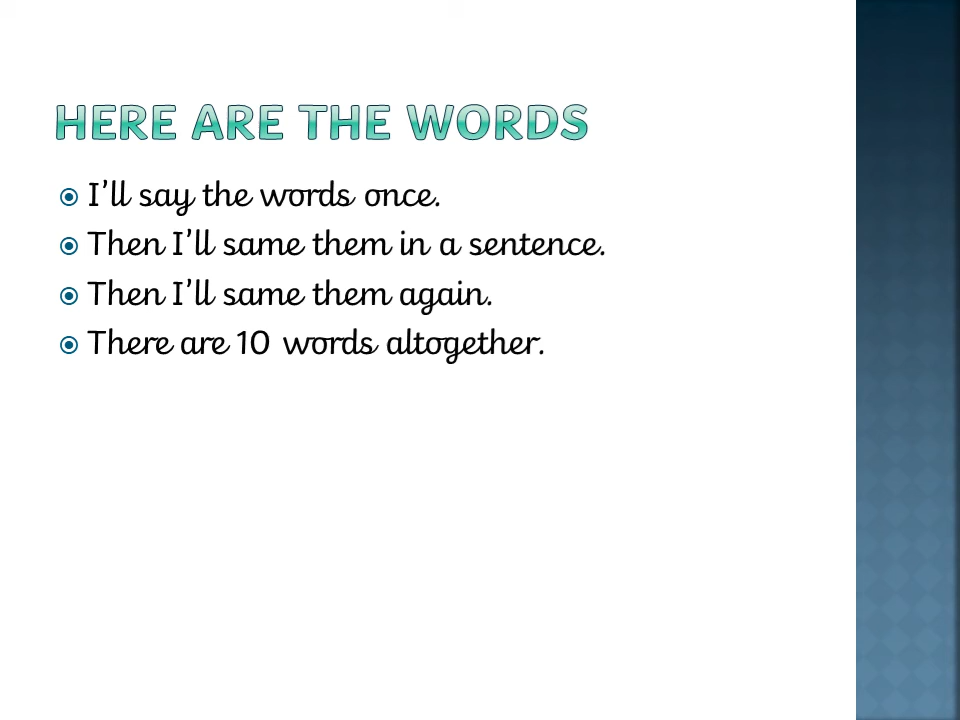 HERE ARE THE WORDS
I'll say the words once.
Then I'll same them in a sentence.
Then I'll same them again.
There are 10 words altogether.